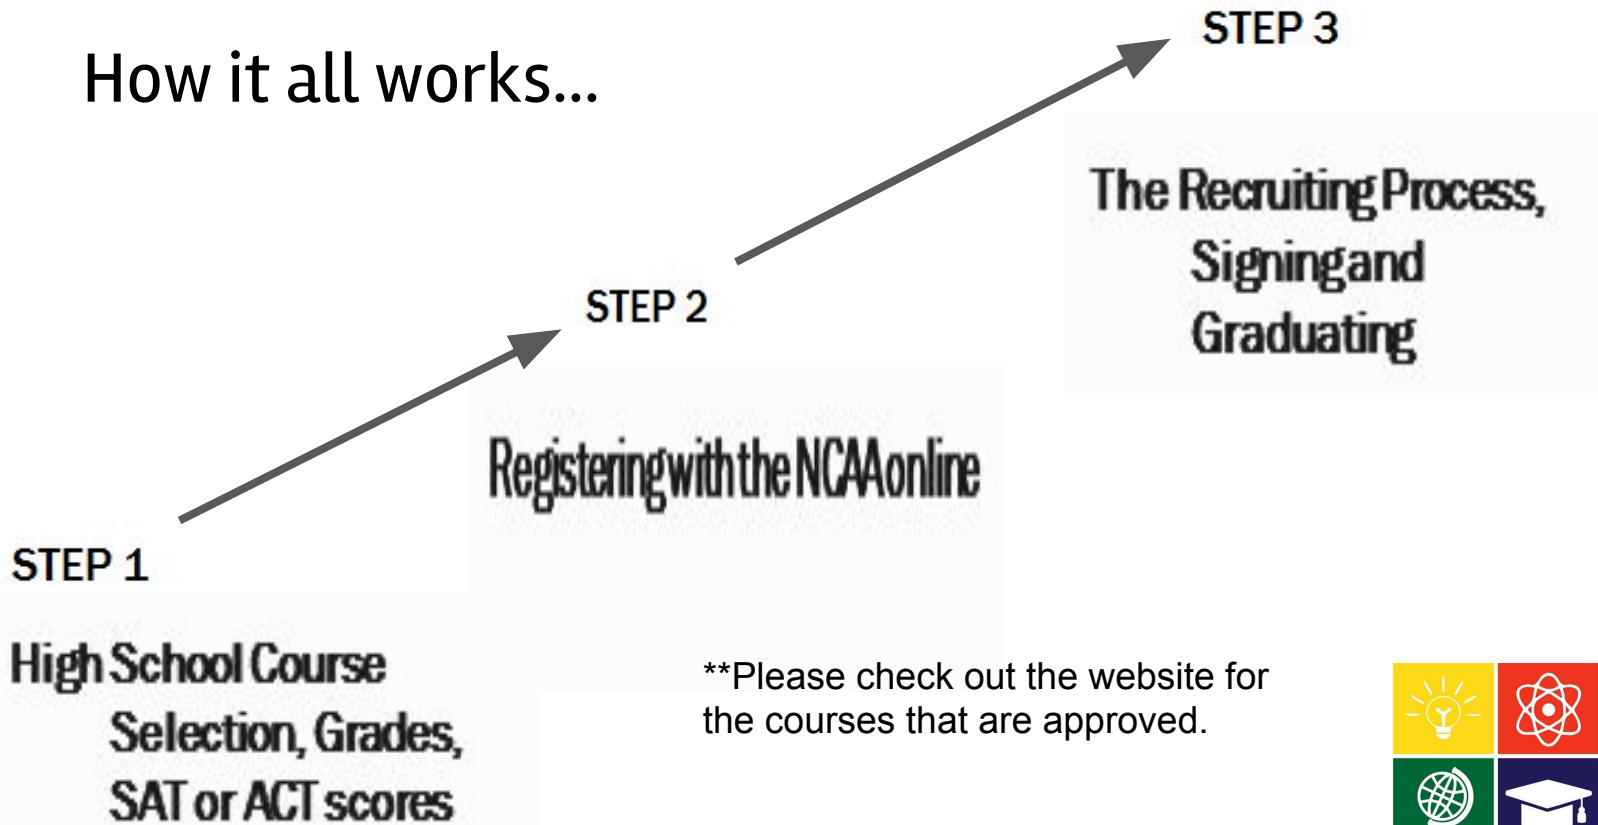 How it all works...
STEP 1
High School Course
Selection, Grades,
SAT or ACT scores
STEP 2
Registering with the NCAA online
STEP 3
The Recruiting Process,
Signing and
Graduating
**Please check out the website for
the courses that are approved.